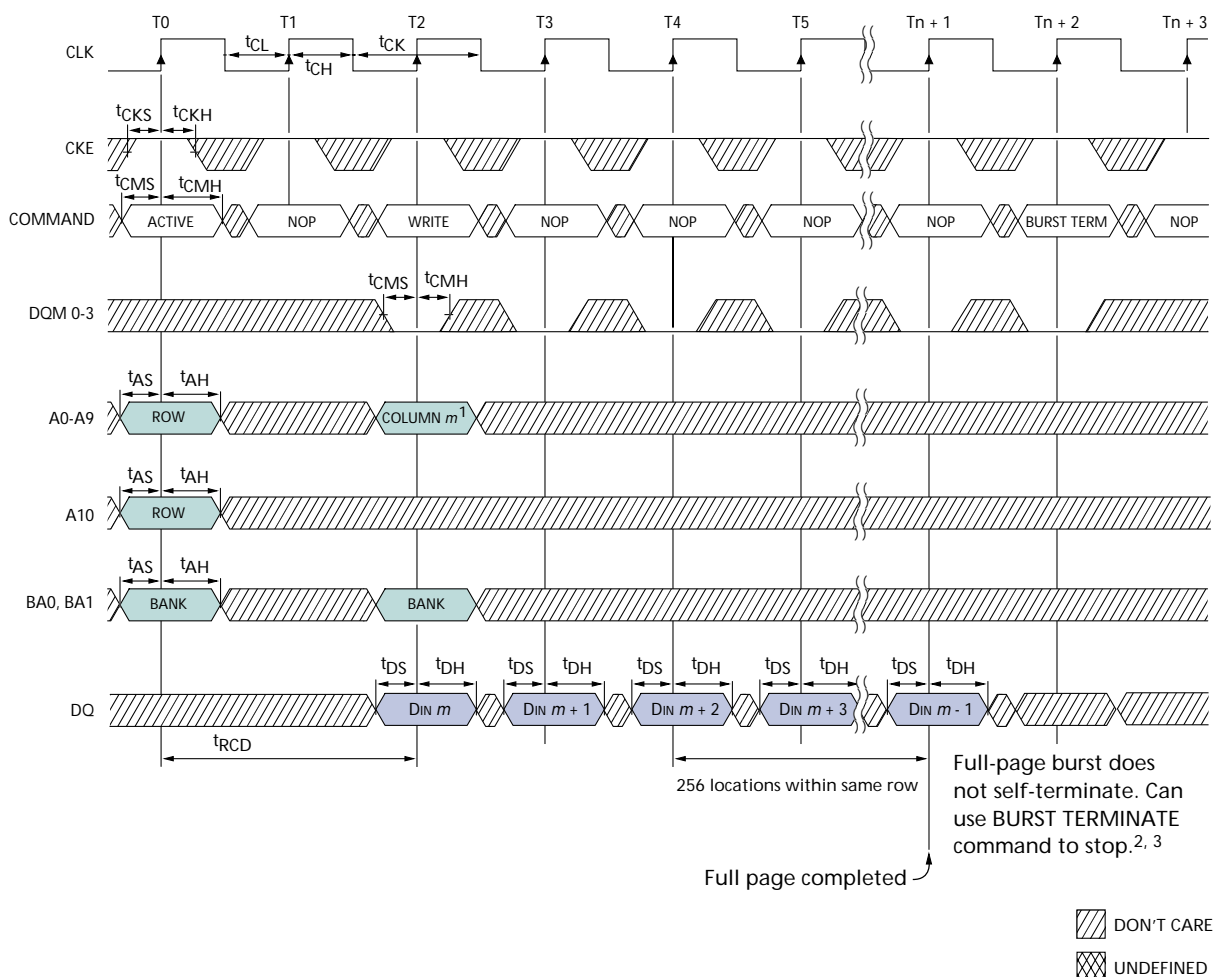 T0 T1 T2 T3 T4 T5 Tn + 1 Tn + 2 Tn + 3
CLK
tCL tCK
tCH
tCKS tCKH
CKE
tCMS tCMH
COMMAND ACTIVE NOP WRITE NOP NOP NOP NOP BURST TERM NOP
tCMS tCMH
DQM 0-3
tAS tAH
A0-A9 ROW COLUMN m1
tAS tAH
A10 ROW
tAS tAH
BA0, BA1 BANK BANK
tDS tDH tDS tDH tDS tDH tDS tDH tDS tDH
DQ DIN m DIN m + 1 DIN m + 2 DIN m + 3 DIN m - 1
tRCD
256 locations within same row
Full-page burst does
not self-terminate. Can
use BURST TERMINATE
command to stop.2, 3
Full page completed
DON'T CARE
UNDEFINED